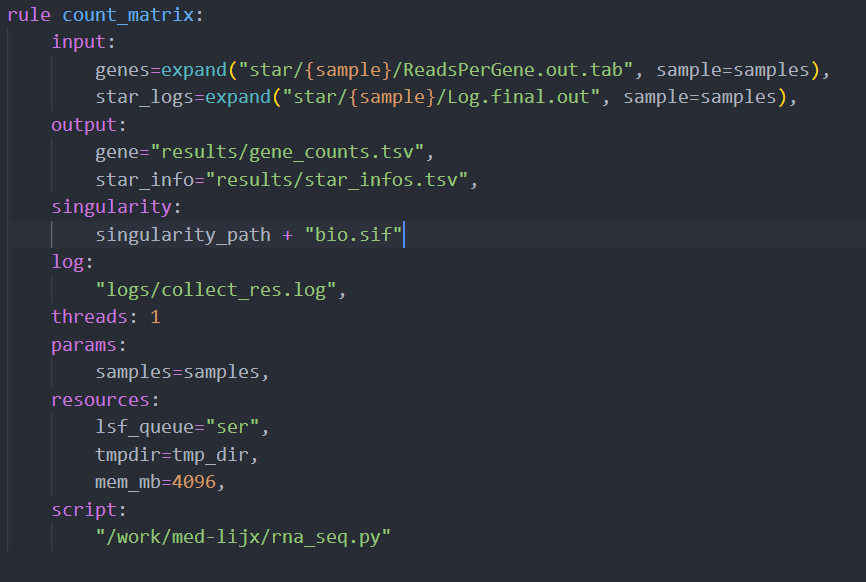 rule count_matrix:
    input:
        genes=expand("star/{sample}/ReadsPerGene.out.tab", sample=samples),
        star_logs=expand("star/{sample}/Log.final.out", sample=samples),
    output:
        gene="results/gene_counts.tsv",
        star_info="results/star_infos.tsv",
    singularity:
        singularity_path + "bio.sif"
    log:
        "logs/collect_res.log",
    threads: 1
    params:
        samples=samples,
    resources:
        lsf_queue="ser",
        tmpdir=tmp_dir,
        mem_mb=4096,
    script:
        "/work/med-lijx/rna_seq.py"